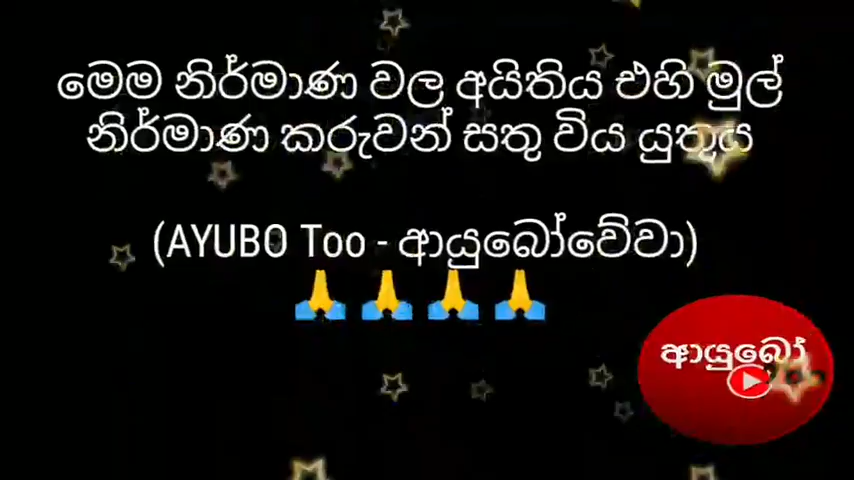 මෙම නිර්මාණ වල අයිතිය එහි මුල්
නිර්මාණ කරුවන් සතු විය යුතුය
(AYUBO Too - ආයුබෝවේවා)
🙏 🙏 🙏 🙏
ආයුබෝ